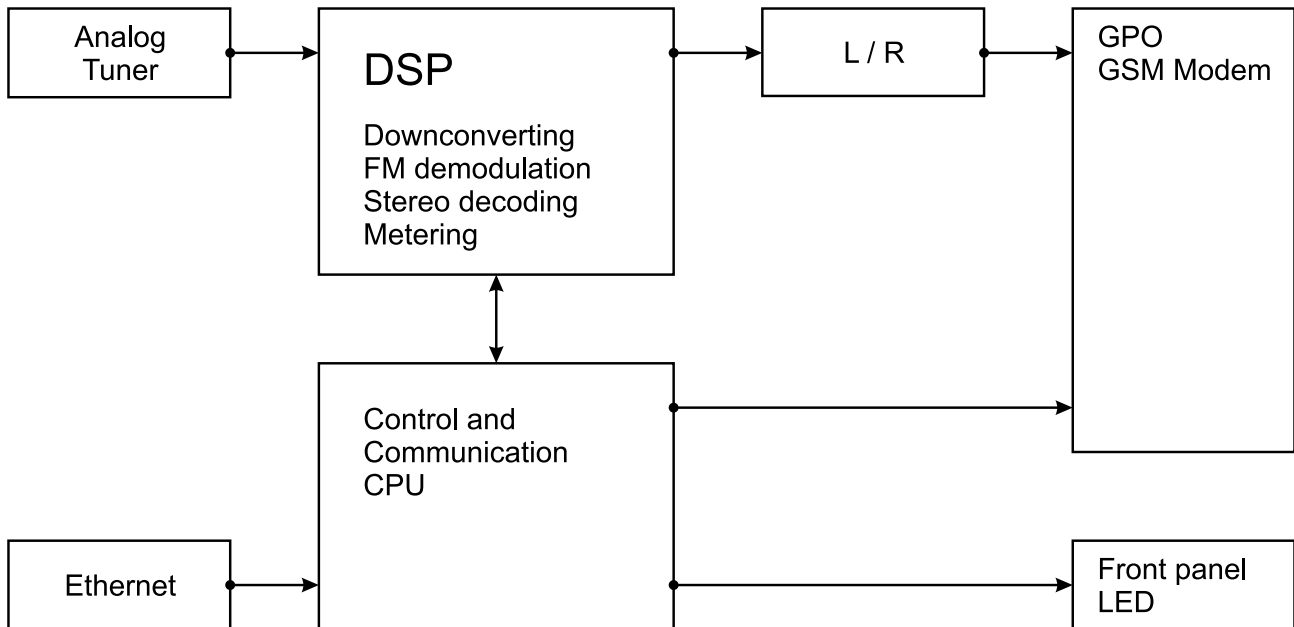 Analog
Tuner
DSP
Downconverting
FM demodulation
Stereo decoding
Metering
L / R
GPO
GSM Modem
Control and
Communication
CPU
Ethernet
Front panel
LED